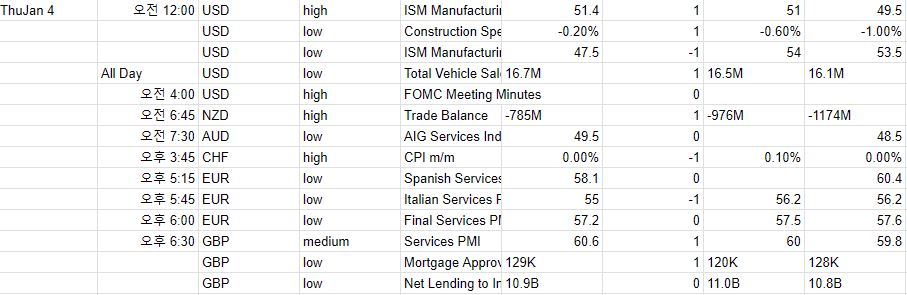 ThuJan 4 오전 12:00 USD high ISM Manufacturin 51.4 1 51 49.5
USD low Construction Spe -0.20% 1 -0.60% -1.00%
USD low ISM Manufacturin 47.5 -1 54 53.5
All Day USD low Total Vehicle Sal 16.7M 1 16.5M 16.1M
오전 4:00 USD high FOMC Meeting Minutes 0
오전 6:45 NZD high Trade Balance -785M 1 -976M -1174M
오전 7:30 AUD low AIG Services Ind 49.5 0 48.5
오후 3:45 CHF high CPI m/m 0.00% -1 0.10% 0.00%
오후 5:15 EUR low Spanish Services 58.1 0 60.4
오후 5:45 EUR low Italian Services P 55 -1 56.2 56.2
오후 6:00 EUR low Final Services PM 57.2 0 57.5 57.6
오후 6:30 GBP medium Services PMI 60.6 1 60 59.8
GBP low Mortgage Approv 129K 1 120K 128K
GBP low Net Lending to In 10.9B 0 11.0B 10.8B